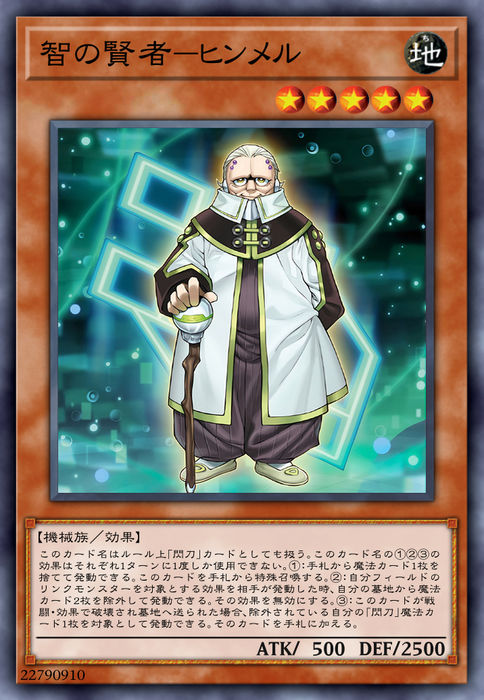 智の賢者－ヒンメル
ち
地
【機械族／効果】
このカード名はルール上「閃刀」カードとしても扱う。このカード名の①②③の
効果はそれぞれ1ターンに1度しか使用できない。①：手札から魔法カード1枚を
捨てて発動できる。このカードを手札から特殊召喚する。②：自分フィールドの
リンクモンスターを対象とする効果を相手が発動した時、自分の墓地から魔法
カード2枚を除外して発動できる。その効果を無効にする。③：このカードが戦
闘・効果で破壊され墓地へ送られた場合、除外されている自分の「閃刀」魔法カ
ード1枚を対象として発動できる。そのカードを手札に加える。
ATK/ 500 DEF/2500
22790910